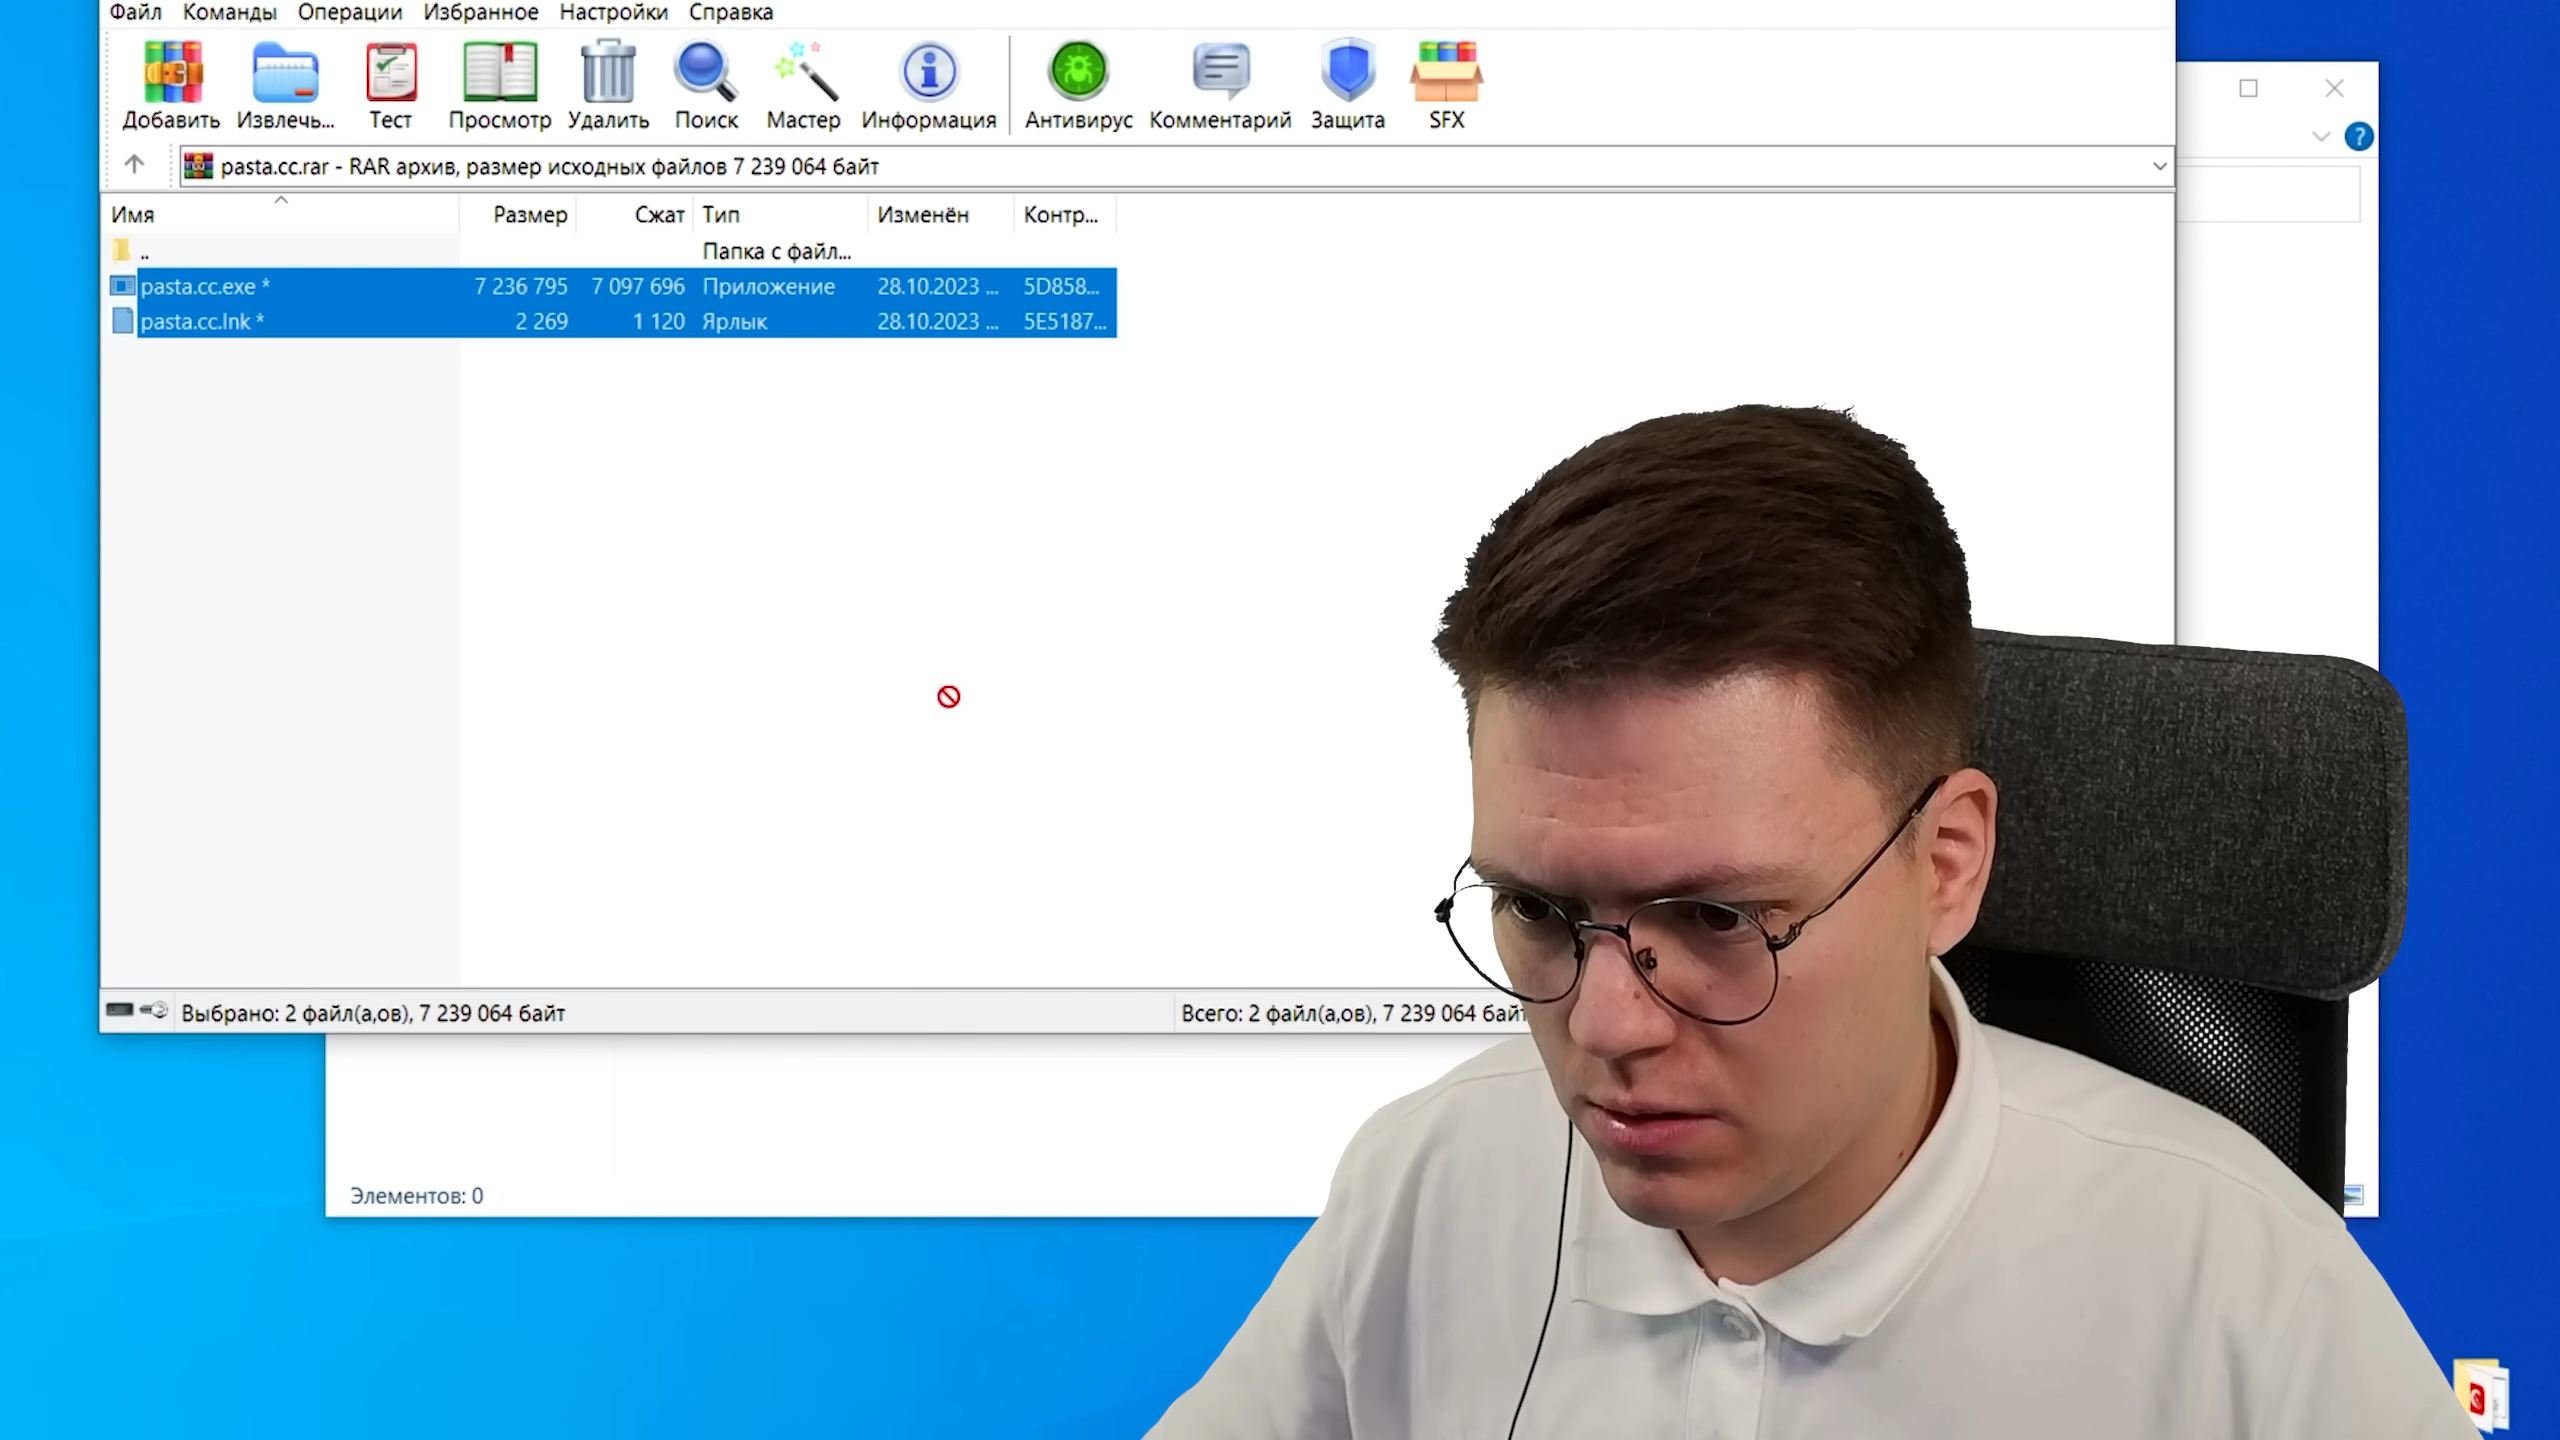 Файл Команды Операции Избранное Настройки Справка
Добавить Извлечь... Тест Просмотр Удалить Поиск Мастер Информация Антивирус Комментарий Защита SFX
pasta.cc.rar - RAR архив, размер исходных файлов 7 239 064 байт
Имя Размер Сжат Тип Изменён Контр...
.. Папка с файл...
pasta.cc.exe * 7 236 795 7 097 696 Приложение 28.10.2023 ... 5D858...
pasta.cc.lnk * 2 269 1 120 Ярлык 28.10.2023 ... 5E5187...
Выбрано: 2 файл(а,ов), 7 239 064 байт Всего: 2 файл(а,ов), 7 239 064 байт
Элементов: 0